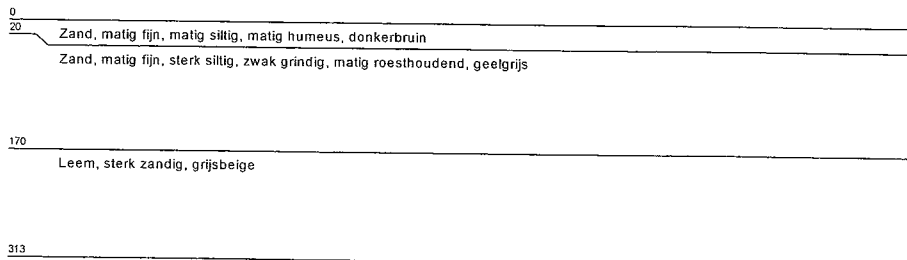 0
Zand, matig fijn, matig siltig, matig humeus, donkerbruin
20
Zand, matig fijn, sterk siltig, zwak grindig, matig roesthoudend, geelgrijs
170
Leem, sterk zandig, grijsbeige
313